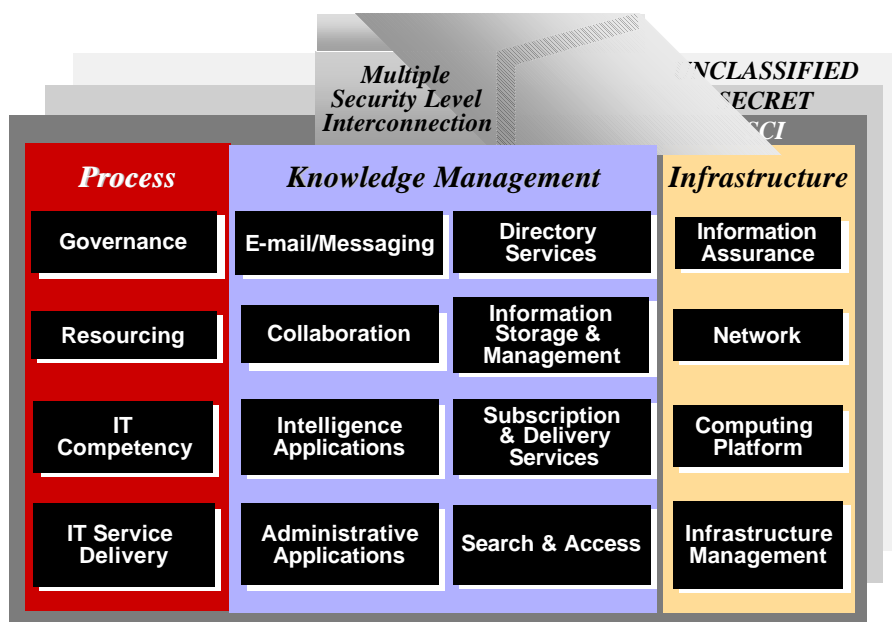 Multiple
Security Level
Interconnection
UNCLASSIFIED
SECRET
SCI
Process
Knowledge Management
Infrastructure
Governance
E-mail/Messaging
Directory
Services
Information
Assurance
Resourcing
Collaboration
Information
Storage &
Management
Network
IT
Competency
Intelligence
Applications
Subscription
& Delivery
Services
Computing
Platform
IT Service
Delivery
Administrative
Applications
Search & Access
Infrastructure
Management